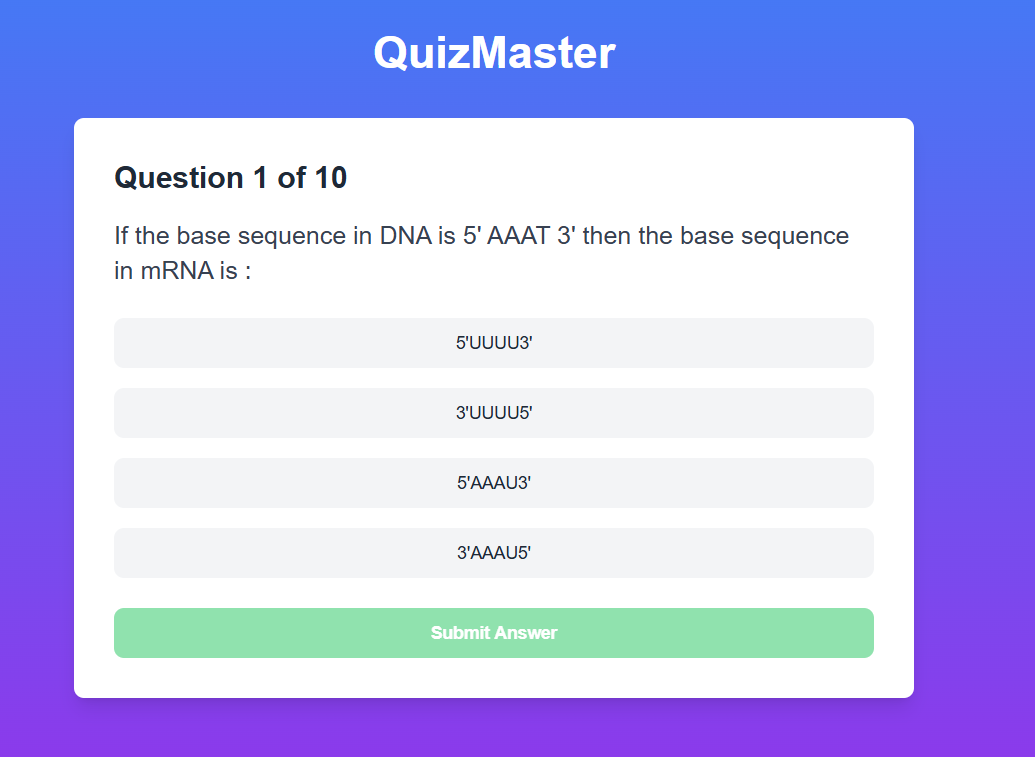 QuizMaster
Question 1 of 10
If the base sequence in DNA is 5' AAAT 3' then the base sequence
in mRNA is :
5'UUUU3'
3'UUUU5'
5'AAAU3'
3'AAAU5'
Submit Answer